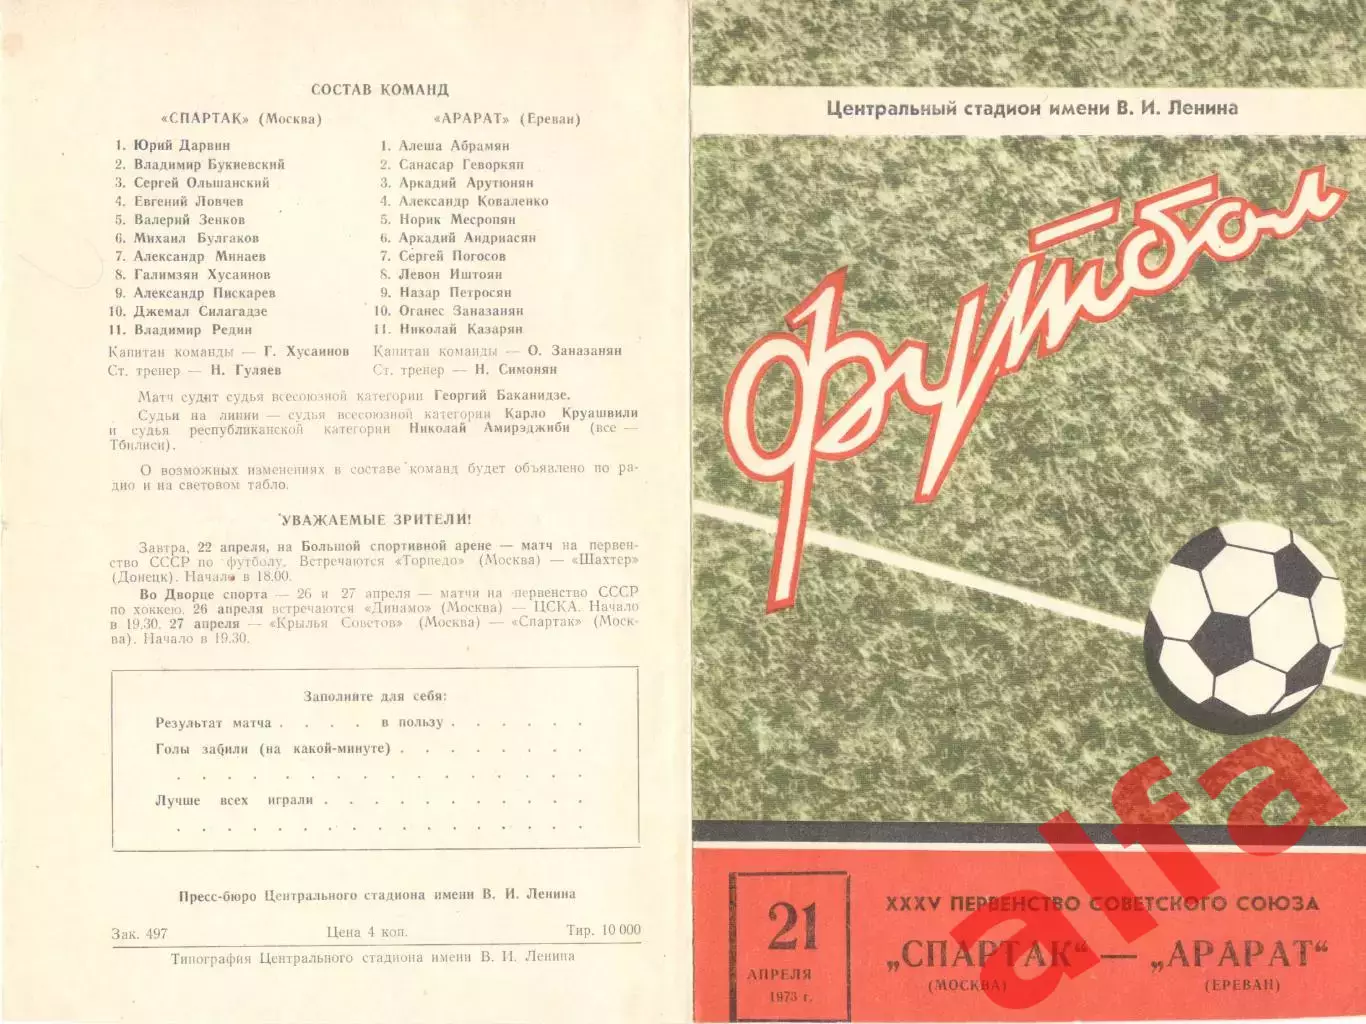 СОСТАВ КОМАНД
«СПАРТАК» (Москва)
1. Юрий Дарвин
2. Владимир Букиевский
3. Сергей Ольшанский
4. Евгений Ловчев
5. Валерий Зенков
6. Михаил Булгаков
7. Александр Минаев
8. Галимзян Хусаинов
9. Александр Пискарев
10. Джемал Силагадзе
11. Владимир Редин
Капитан команды — Г. Хусаинов
Ст. тренер — Н. Гуляев
«АРАРАТ» (Ереван)
1. Алеша Абрамян
2. Санасар Геворкян
3. Аркадий Арутюнян
4. Александр Коваленко
5. Норик Месропян
6. Аркадий Андриасян
7. Сергей Погосов
8. Левон Иштоян
9. Назар Петросян
10. Оганес Заназанян
11. Николай Казарян
Капитан команды — О. Заназанян
Ст. тренер — Н. Симонян
Матч судит судья всесоюзной категории Георгий Баканидзе.
Судьи на линии — судья всесоюзной категории Карло Круашвили
и судья республиканской категории Николай Амирэджиби (все —
Тбилиси).
О возможных изменениях в составе команд будет объявлено по ра-
дио и на световом табло.
УВАЖАЕМЫЕ ЗРИТЕЛИ!
Завтра, 22 апреля, на Большой спортивной арене — матч на первен-
ство СССР по футболу. Встречаются «Торпедо» (Москва) — «Шахтер»
(Донецк). Начало в 18.00.
Во Дворце спорта — 26 и 27 апреля — матчи на первенство СССР
по хоккею. 26 апреля встречаются «Динамо» (Москва) — ЦСКА. Начало
в 19.30. 27 апреля — «Крылья Советов» (Москва) — «Спартак» (Моск-
ва). Начало в 19.30.
Заполните для себя:
Результат матча . . . . в пользу . . . . . .
Голы забили (на какой минуте) . . . . . . . .
. . . . . . . . . . . . . . . .
Лучше всех играли . . . . . . . . . . .
. . . . . . . . . . . . . . . .
Пресс-бюро Центрального стадиона имени В. И. Ленина
Зак. 497 Цена 4 коп. Тир. 10 000
Типография Центрального стадиона имени В. И. Ленина
Центральный стадион имени В. И. Ленина
Футбол
21
АПРЕЛЯ
1973 г.
XXXV ПЕРВЕНСТВО СОВЕТСКОГО СОЮЗА
„СПАРТАК“ — „АРАРАТ“
(МОСКВА) (ЕРЕВАН)
alfa